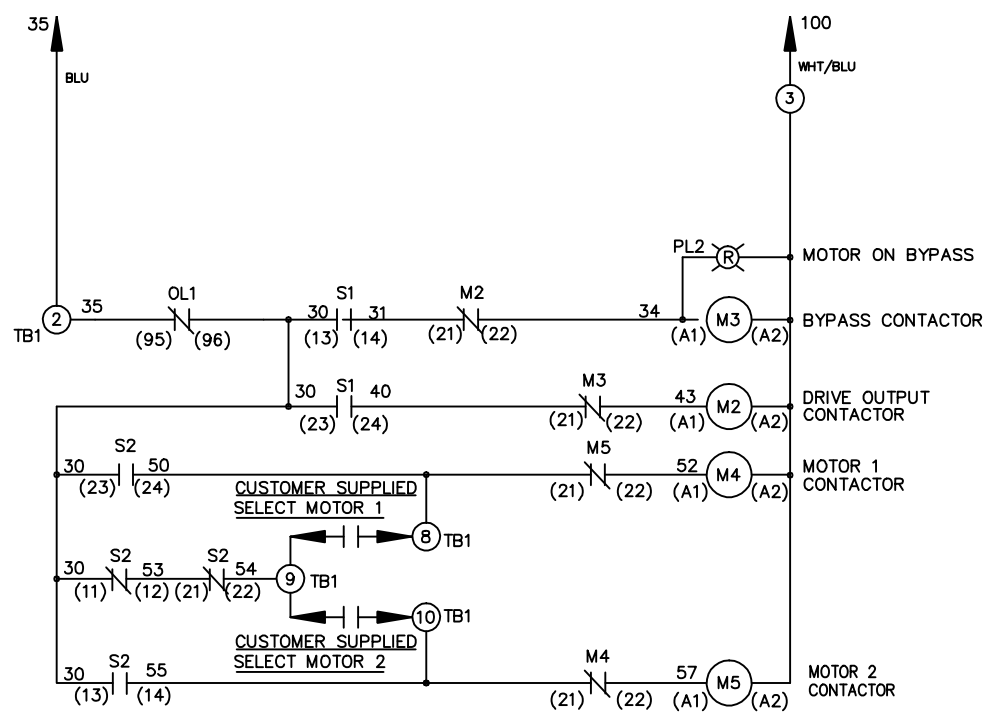 35
100
BLU
WHT/BLU
3
PL2 R MOTOR ON BYPASS
2 35 OL1 30 S1 31 M2 34 M3 BYPASS CONTACTOR
TB1 (95) (96) (13) (14) (21) (22) (A1) (A2)
30 S1 40 M3 43 M2 DRIVE OUTPUT
CONTACTOR
(23) (24) (21) (22) (A1) (A2)
30 S2 50 M5 52 M4 MOTOR 1
CONTACTOR
(23) (24) (21) (22) (A1) (A2)
CUSTOMER SUPPLIED
SELECT MOTOR 1
8 TB1
30 S2 53 S2 54 9 TB1
(11) (12) (21) (22)
10 TB1
CUSTOMER SUPPLIED
SELECT MOTOR 2
30 S2 55 M4 57 M5 MOTOR 2
CONTACTOR
(13) (14) (21) (22) (A1) (A2)